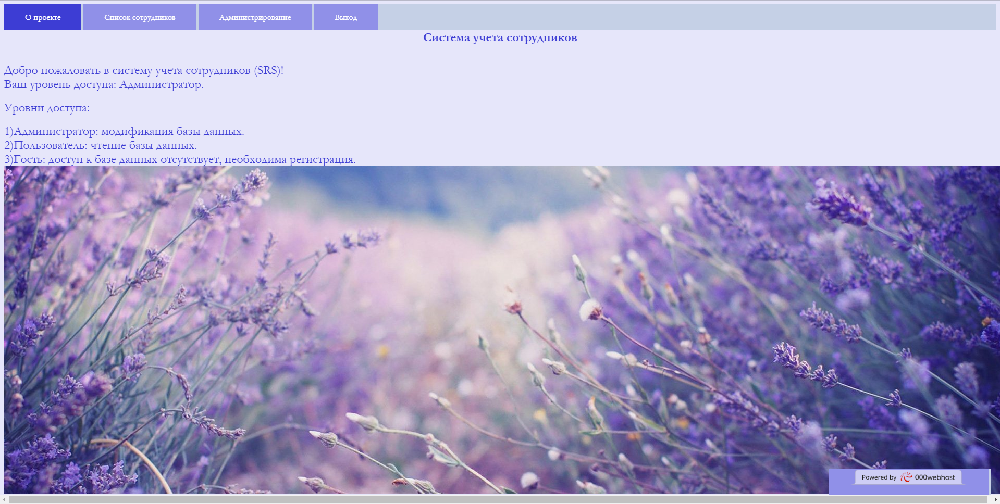 О проекте
Список сотрудников
Администрирование
Выход
Система учета сотрудников
Добро пожаловать в систему учета сотрудников (SRS)!
Ваш уровень доступа: Администратор.
Уровни доступа:
1)Администратор: модификация базы данных.
2)Пользователь: чтение базы данных.
3)Гость: доступ к базе данных отсутствует, необходима регистрация.
Powered by 000webhost